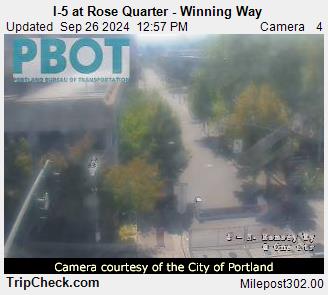 I-5 at Rose Quarter - Winning Way
Updated Sep 26 2024 12:57 PM Camera 4
PBOT
PORTLAND BUREAU OF TRANSPORTATION
Camera courtesy of the City of Portland
TripCheck.com Milepost302.00